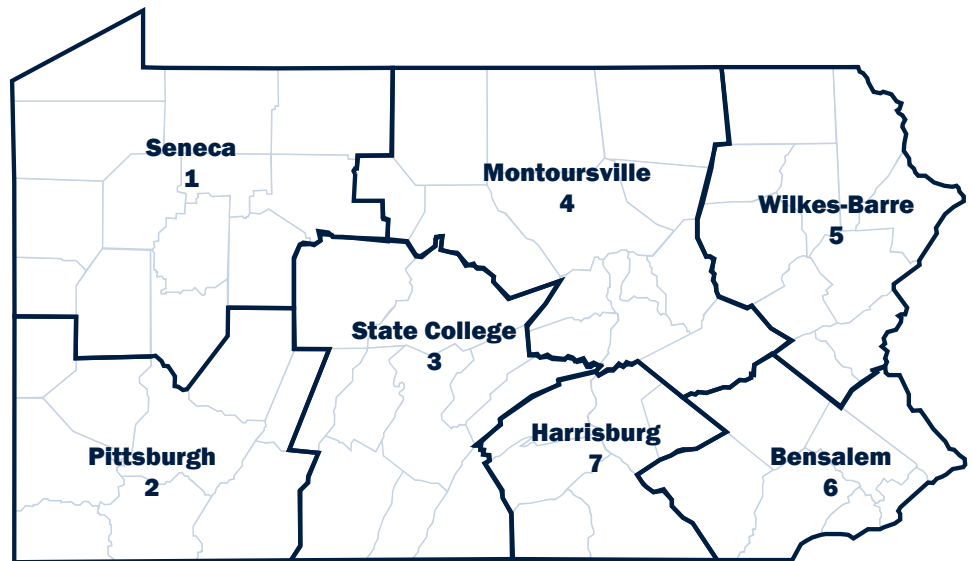 Seneca
1
Montoursville
4
Wilkes-Barre
5
State College
3
Harrisburg
7
Pittsburgh
2
Bensalem
6